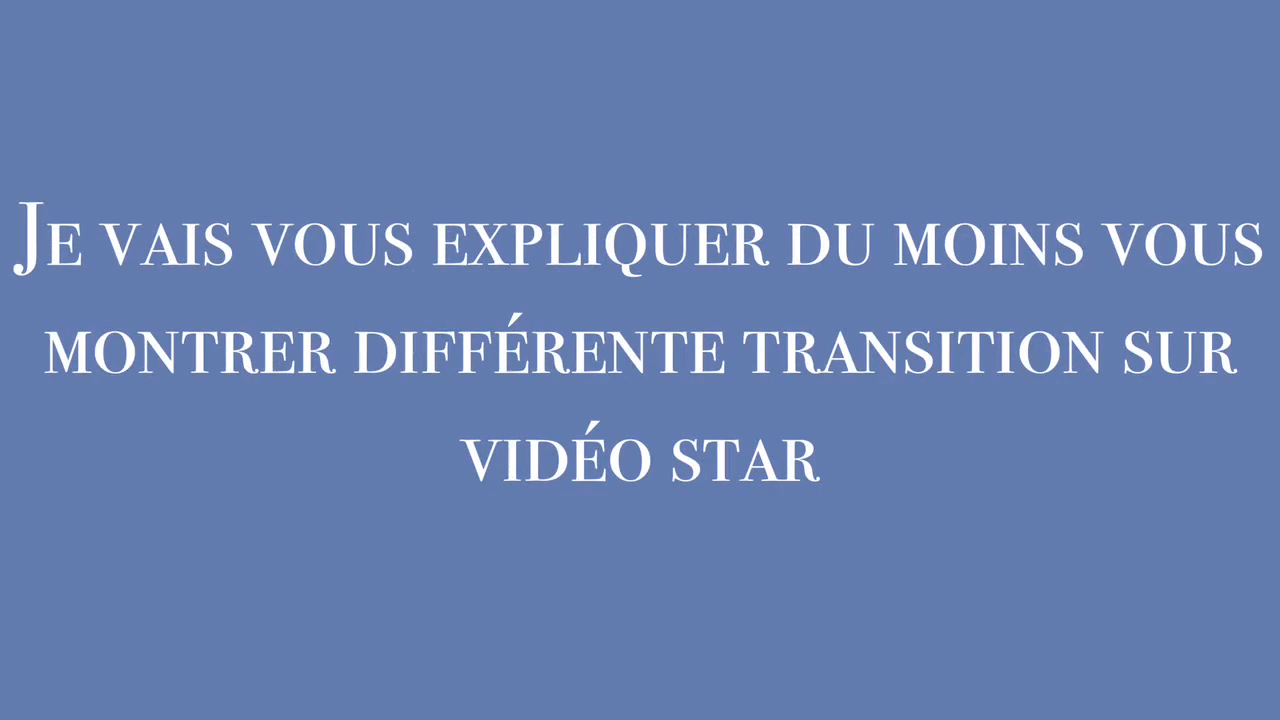 Je vais vous expliquer du moins vous
montrer différente transition sur
vidéo star